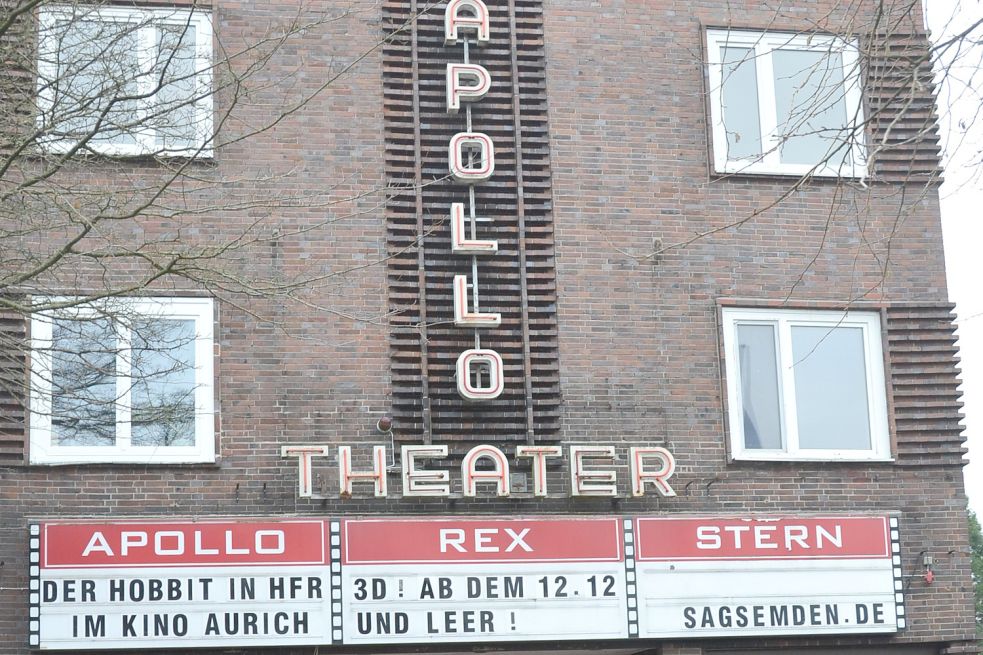 APOLLO
THEATER
APOLLO REX STERN
DER HOBBIT IN HFR 3D! AB DEM 12.12
IM KINO AURICH UND LEER! SAGSEMDEN.DE